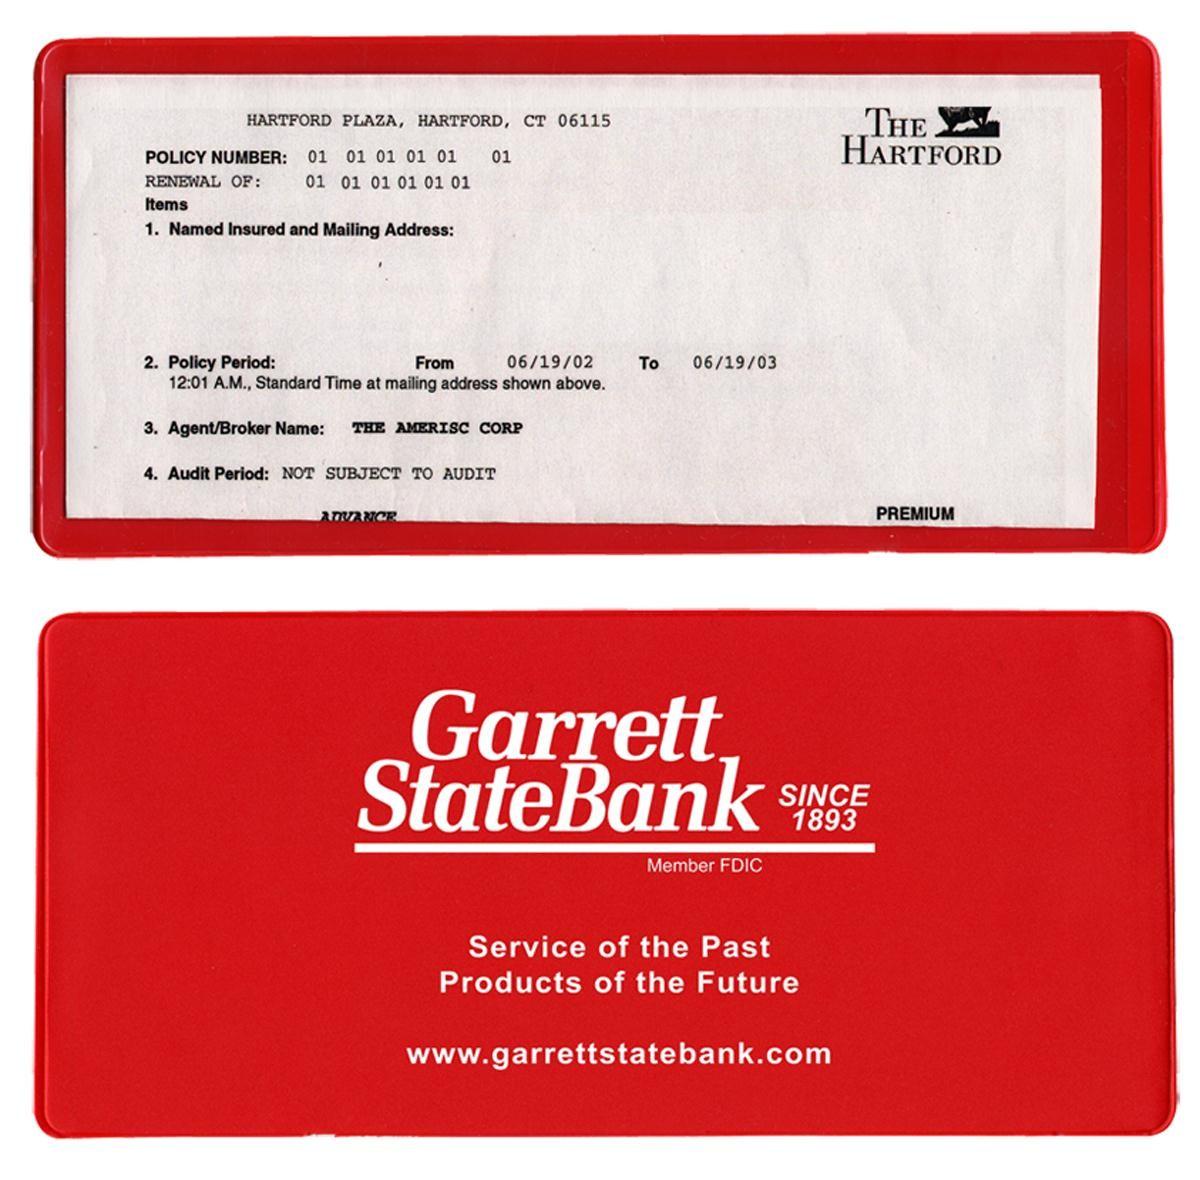 HARTFORD PLAZA, HARTFORD, CT 06115
THE HARTFORD
POLICY NUMBER: 01 01 01 01 01 01
RENEWAL OF: 01 01 01 01 01 01
Items
1. Named Insured and Mailing Address:
2. Policy Period: From 06/19/02 To 06/19/03
12:01 A.M., Standard Time at mailing address shown above.
3. Agent/Broker Name: THE AMERISC CORP
4. Audit Period: NOT SUBJECT TO AUDIT
ADVANCE PREMIUM
Garrett
StateBank SINCE 1893
Member FDIC
Service of the Past
Products of the Future
www.garrettstatebank.com